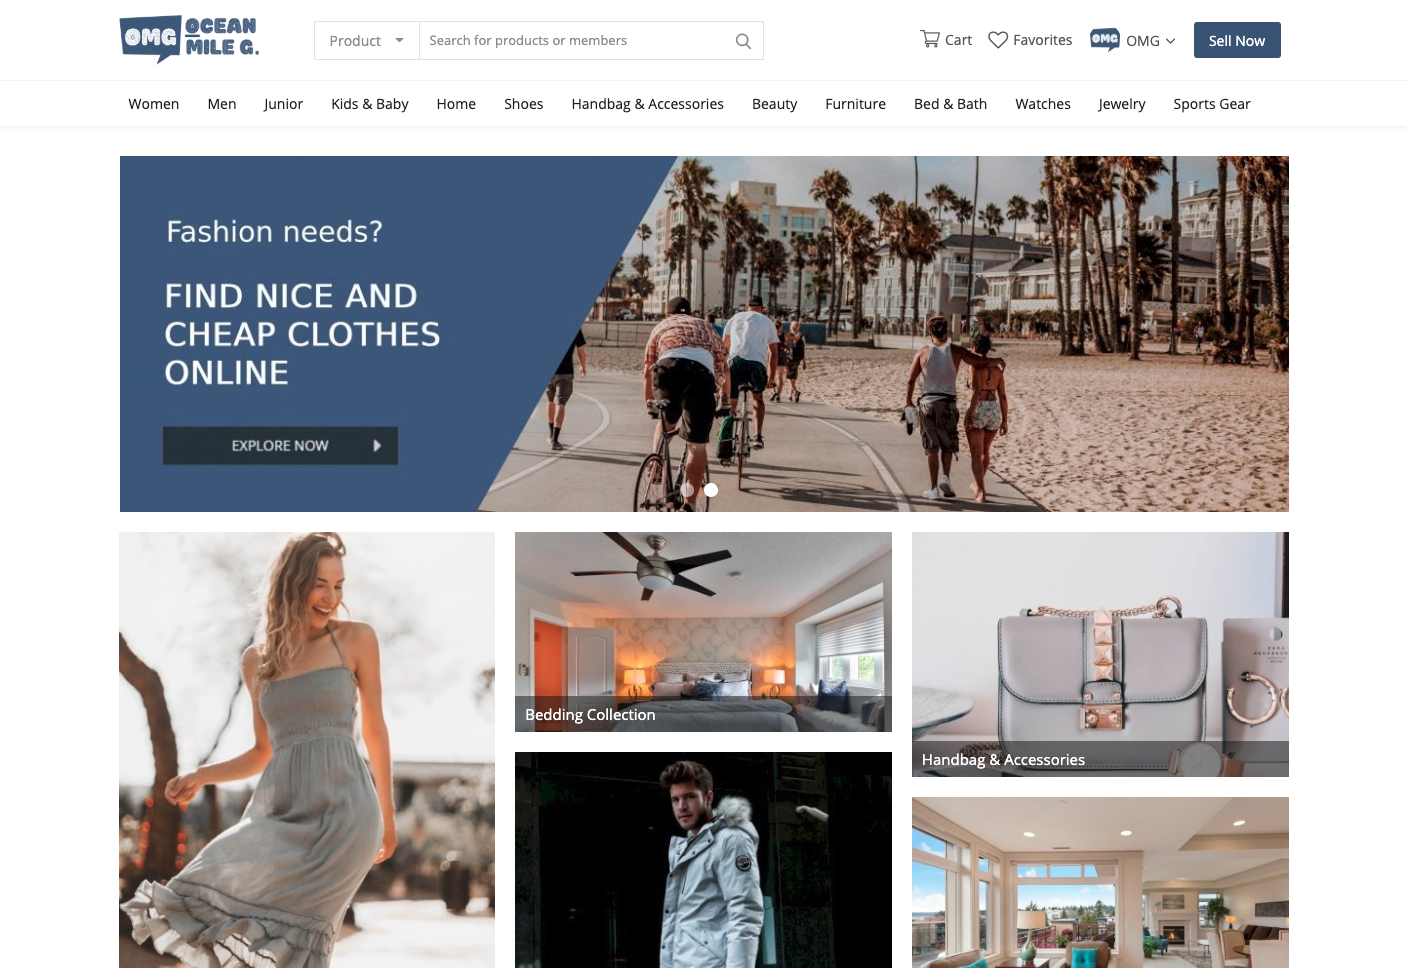 OMG OCEAN
MILE G.
Product
Search for products or members
Cart
Favorites
OMG
OMG
Sell Now
Women
Men
Junior
Kids & Baby
Home
Shoes
Handbag & Accessories
Beauty
Furniture
Bed & Bath
Watches
Jewelry
Sports Gear
Fashion needs?
FIND NICE AND
CHEAP CLOTHES
ONLINE
EXPLORE NOW
Bedding Collection
Handbag & Accessories